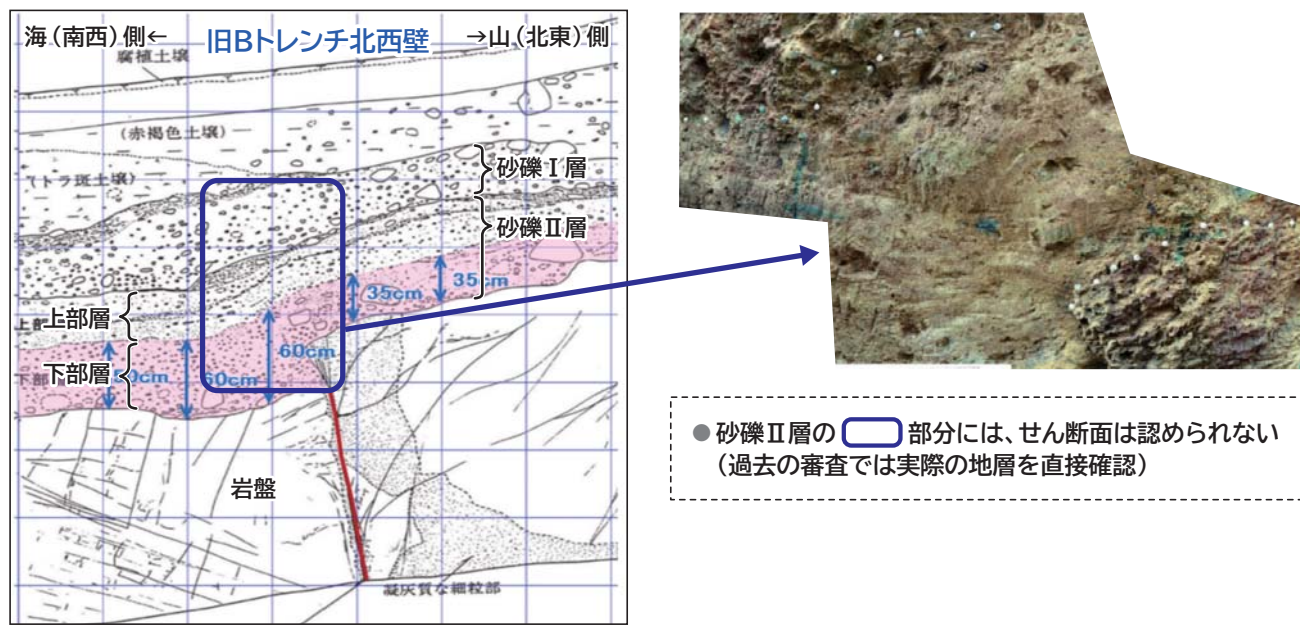 海(南西)側←
旧Bトレンチ北西壁
→山(北東)側
腐植土壌
(赤褐色土壌)
(トラ斑土壌)
砂礫Ⅰ層
砂礫Ⅱ層
35cm
35cm
上部層
下部層
60cm
60cm
岩盤
凝灰質な細粒部
●砂礫Ⅱ層の 部分には、せん断面は認められない
(過去の審査では実際の地層を直接確認)